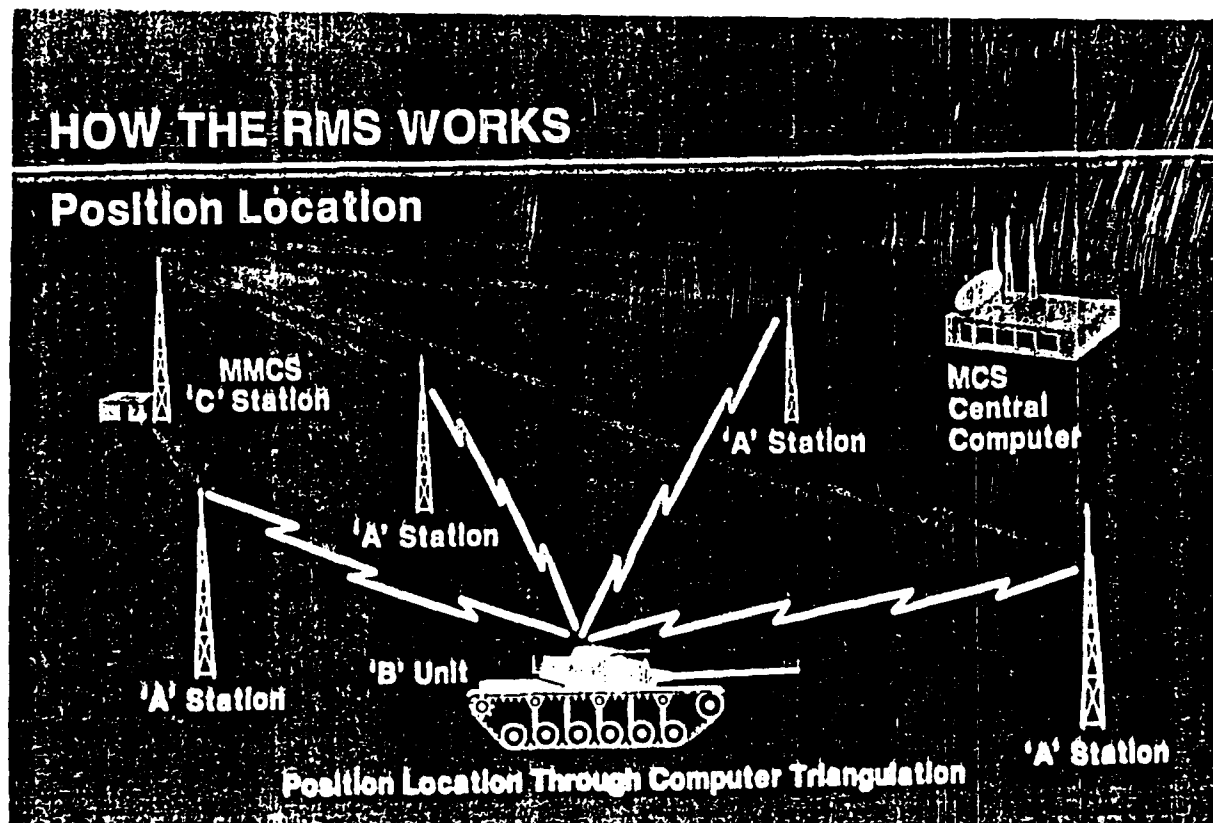 HOW THE RMS WORKS
Position Location
MMCS
'C' Station
'A' Station
'A' Station
MCS
Central
Computer
'A' Station
'B' Unit
'A' Station
Position Location Through Computer Triangulation